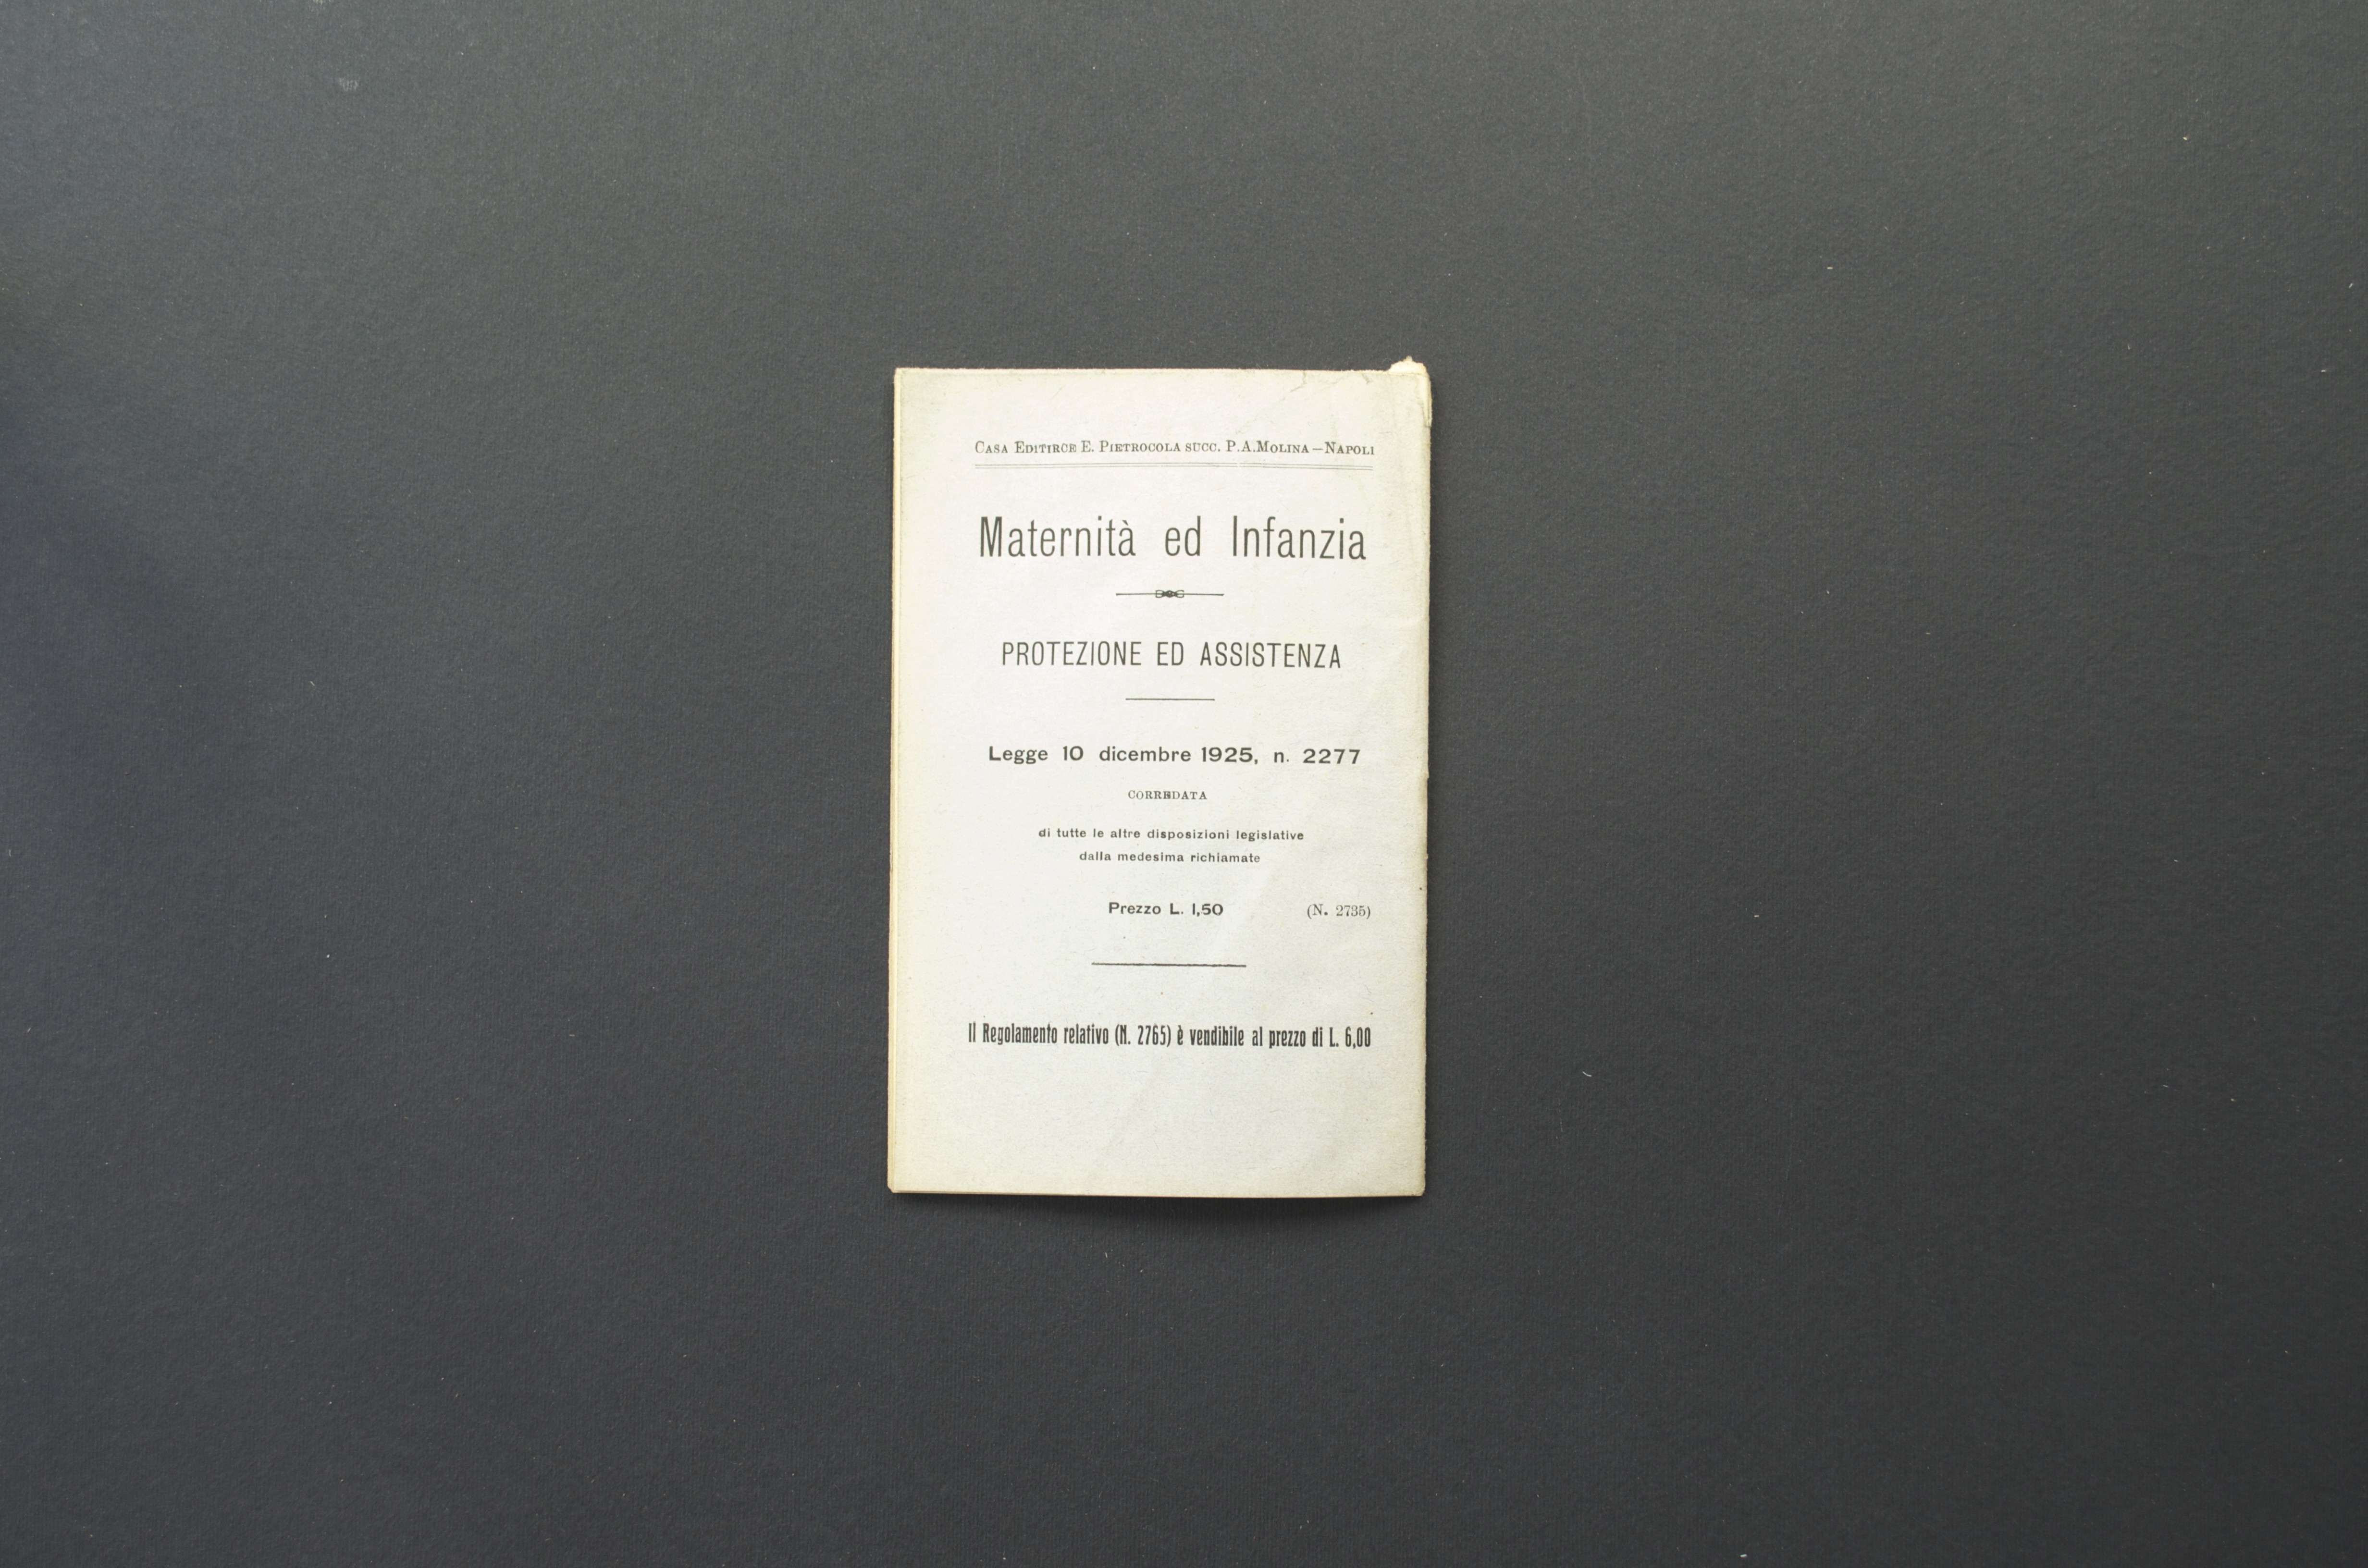 Casa Editirce E. Pietrocola succ. P.A.Molina—Napoli
Maternità ed Infanzia
PROTEZIONE ED ASSISTENZA
Legge 10 dicembre 1925, n. 2277
CORREDATA
di tutte le altre disposizioni legislative
dalla medesima richiamate
Prezzo L. 1,50 (N. 2735)
Il Regolamento relativo (N. 2765) è vendibile al prezzo di L. 6,00